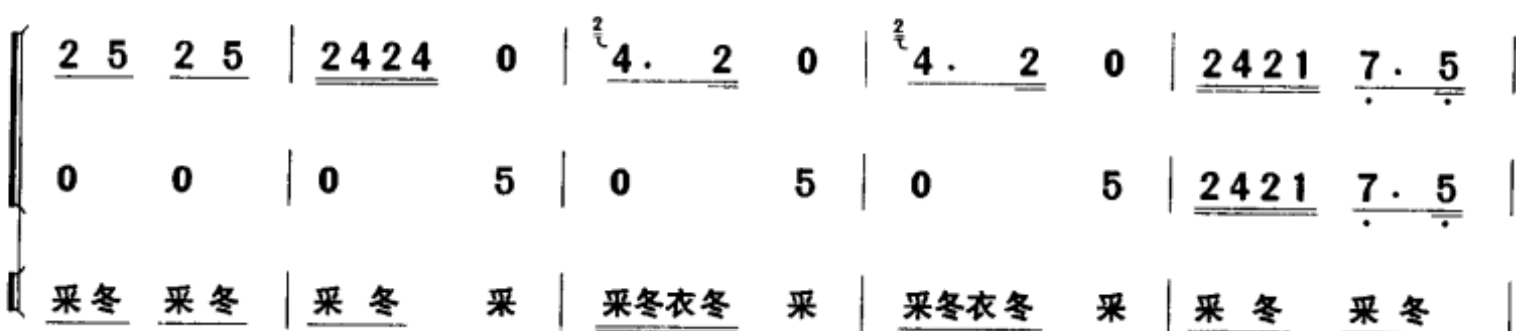 2 5 2 5 | 2424 0 | 2 4. 2 0 | 2 4. 2 0 | 2421 7. 5 |
0 0 | 0 5 | 0 5 | 0 5 | 2421 7. 5 |
采冬 采冬 | 采冬 采 | 采冬衣冬 采 | 采冬衣冬 采 | 采冬 采冬 |